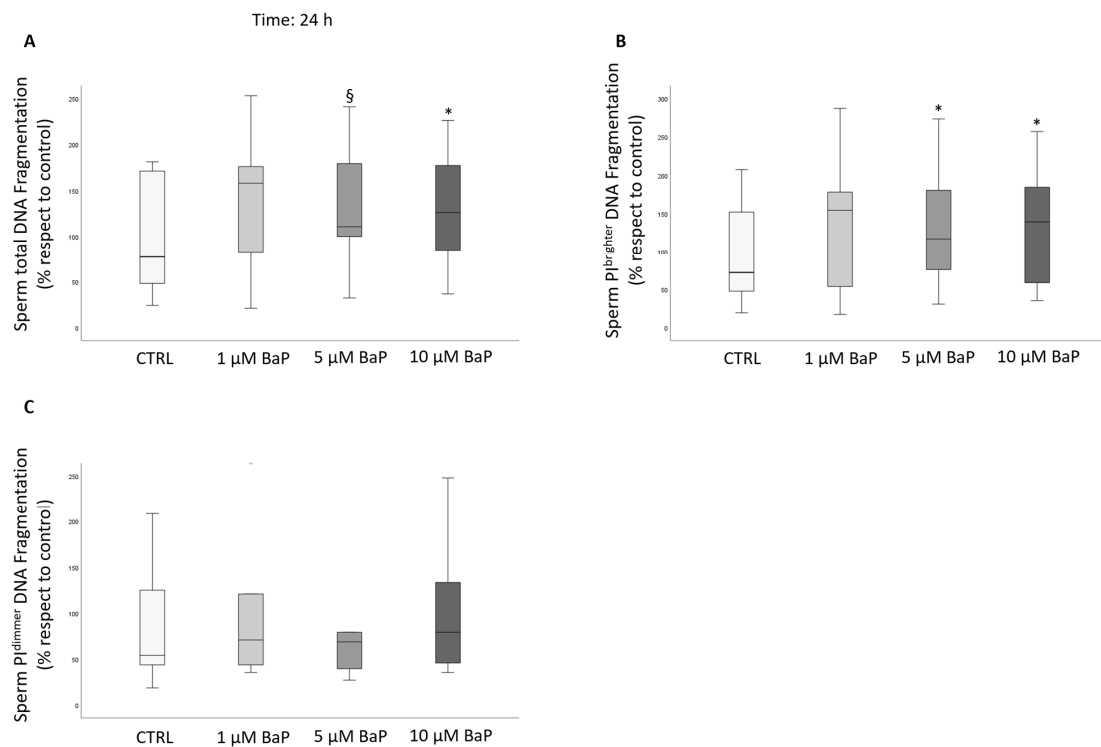 Time: 24 h
A
Sperm total DNA Fragmentation
(% respect to control)
250
200
150
100
50
0
§
*
CTRL
1 µM BaP
5 µM BaP
10 µM BaP
B
Sperm PIbrighter DNA Fragmentation
(% respect to control)
300
250
200
150
100
50
0
*
*
CTRL
1 µM BaP
5 µM BaP
10 µM BaP
C
Sperm PIdimmer DNA Fragmentation
(% respect to control)
250
200
150
100
50
0
CTRL
1 µM BaP
5 µM BaP
10 µM BaP